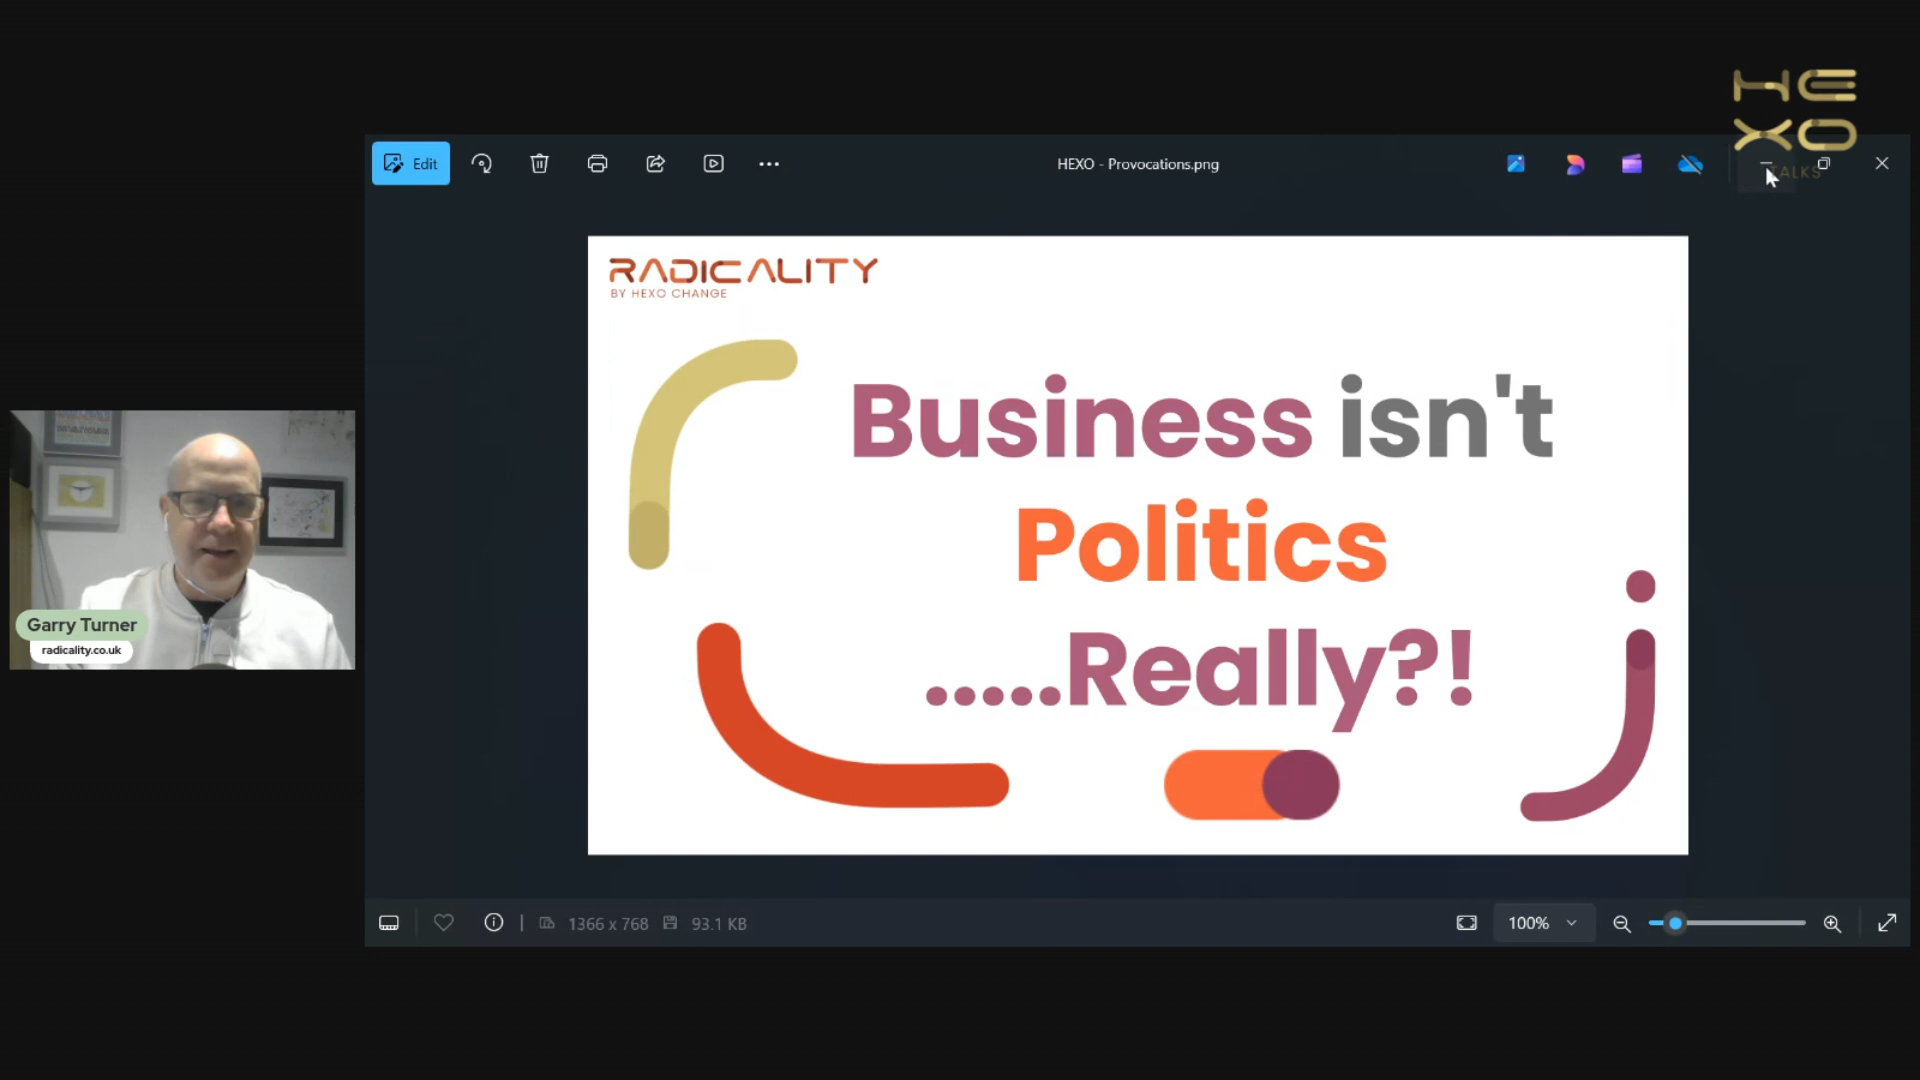 HE
XO
TALKS
Edit
HEXO - Provocations.png
RADICALITY
BY HEXO CHANGE
Business isn't
Politics
.....Really?!
Garry Turner
radicality.co.uk
1366 x 768
93.1 KB
100%